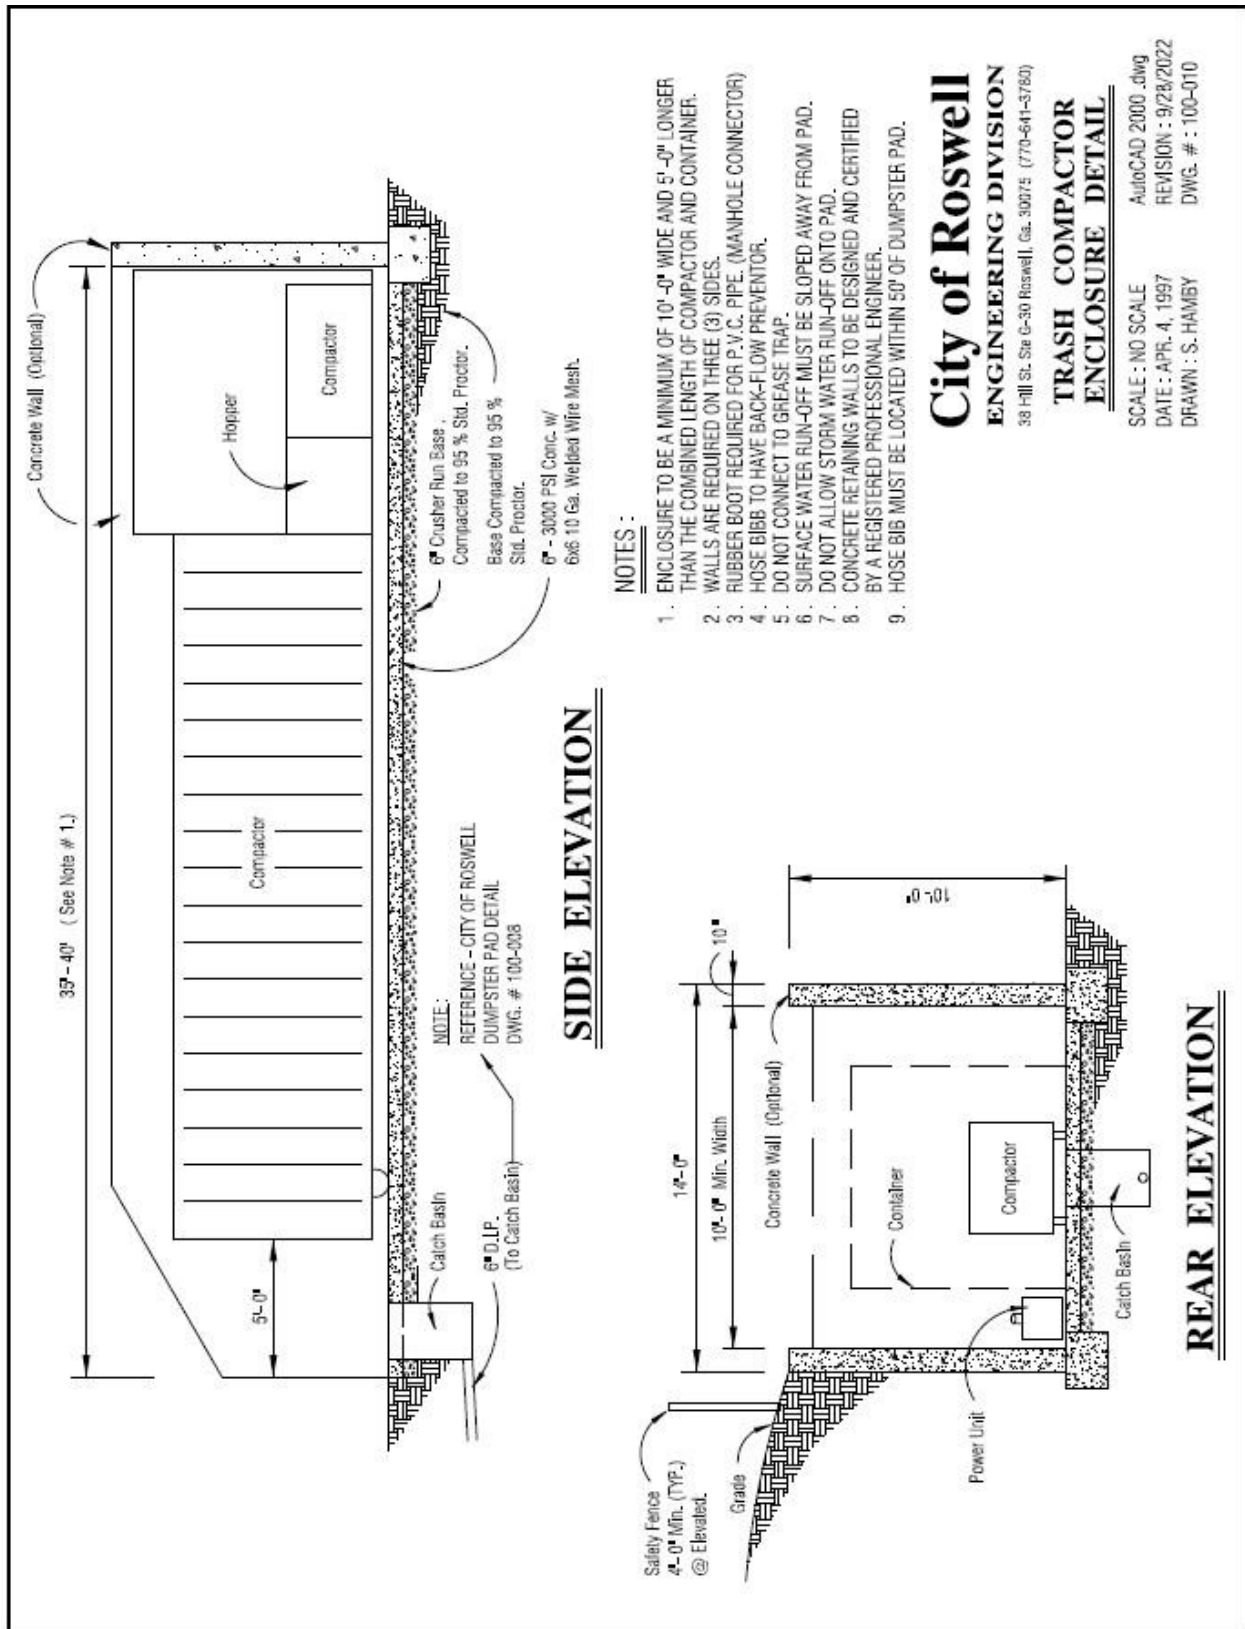 35"-40' ( See Note # 1.)
Concrete Wall (Optional)
Hopper
Compactor
Compactor
5'-0"
6" Crusher Run Base .
Compacted to 95 % Std. Proctor.
Base Compacted to 95 %
Std. Proctor.
6" - 3000 PSI Conc. w/
6x6 10 Ga. Welded Wire Mesh.
Catch Basin
6" D.I.P.
(To Catch Basin)
NOTE :
REFERENCE - CITY OF ROSWELL
DUMPSTER PAD DETAIL
DWG. # 100-008
SIDE ELEVATION
Safety Fence
4'-0" Min. (TYP.)
@ Elevated.
Grade
14'-0"
10'-0" Min. Width
10"
10'-0"
Concrete Wall (Optional)
Container
Compactor
Power Unit
Catch Basin
REAR ELEVATION
NOTES :
1 . ENCLOSURE TO BE A MINIMUM OF 10'-0" WIDE AND 5'-0" LONGER
THAN THE COMBINED LENGTH OF COMPACTOR AND CONTAINER.
2 . WALLS ARE REQUIRED ON THREE (3) SIDES.
3 . RUBBER BOOT REQUIRED FOR P.V.C. PIPE. (MANHOLE CONNECTOR)
4 . HOSE BIBB TO HAVE BACK-FLOW PREVENTOR.
5 . DO NOT CONNECT TO GREASE TRAP.
6 . SURFACE WATER RUN-OFF MUST BE SLOPED AWAY FROM PAD.
7 . DO NOT ALLOW STORM WATER RUN-OFF ONTO PAD.
8 . CONCRETE RETAINING WALLS TO BE DESIGNED AND CERTIFIED
BY A REGISTERED PROFESSIONAL ENGINEER.
9 . HOSE BIB MUST BE LOCATED WITHIN 50' OF DUMPSTER PAD.
City of Roswell
ENGINEERING DIVISION
38 Hill St. Ste G-30 Roswell, Ga. 30075 (770-641-3780)
TRASH COMPACTOR
ENCLOSURE DETAIL
SCALE : NO SCALE AutoCAD 2000 .dwg
DATE : APR. 4, 1997 REVISION : 9/28/2022
DRAWN : S. HAMBY DWG. # : 100-010